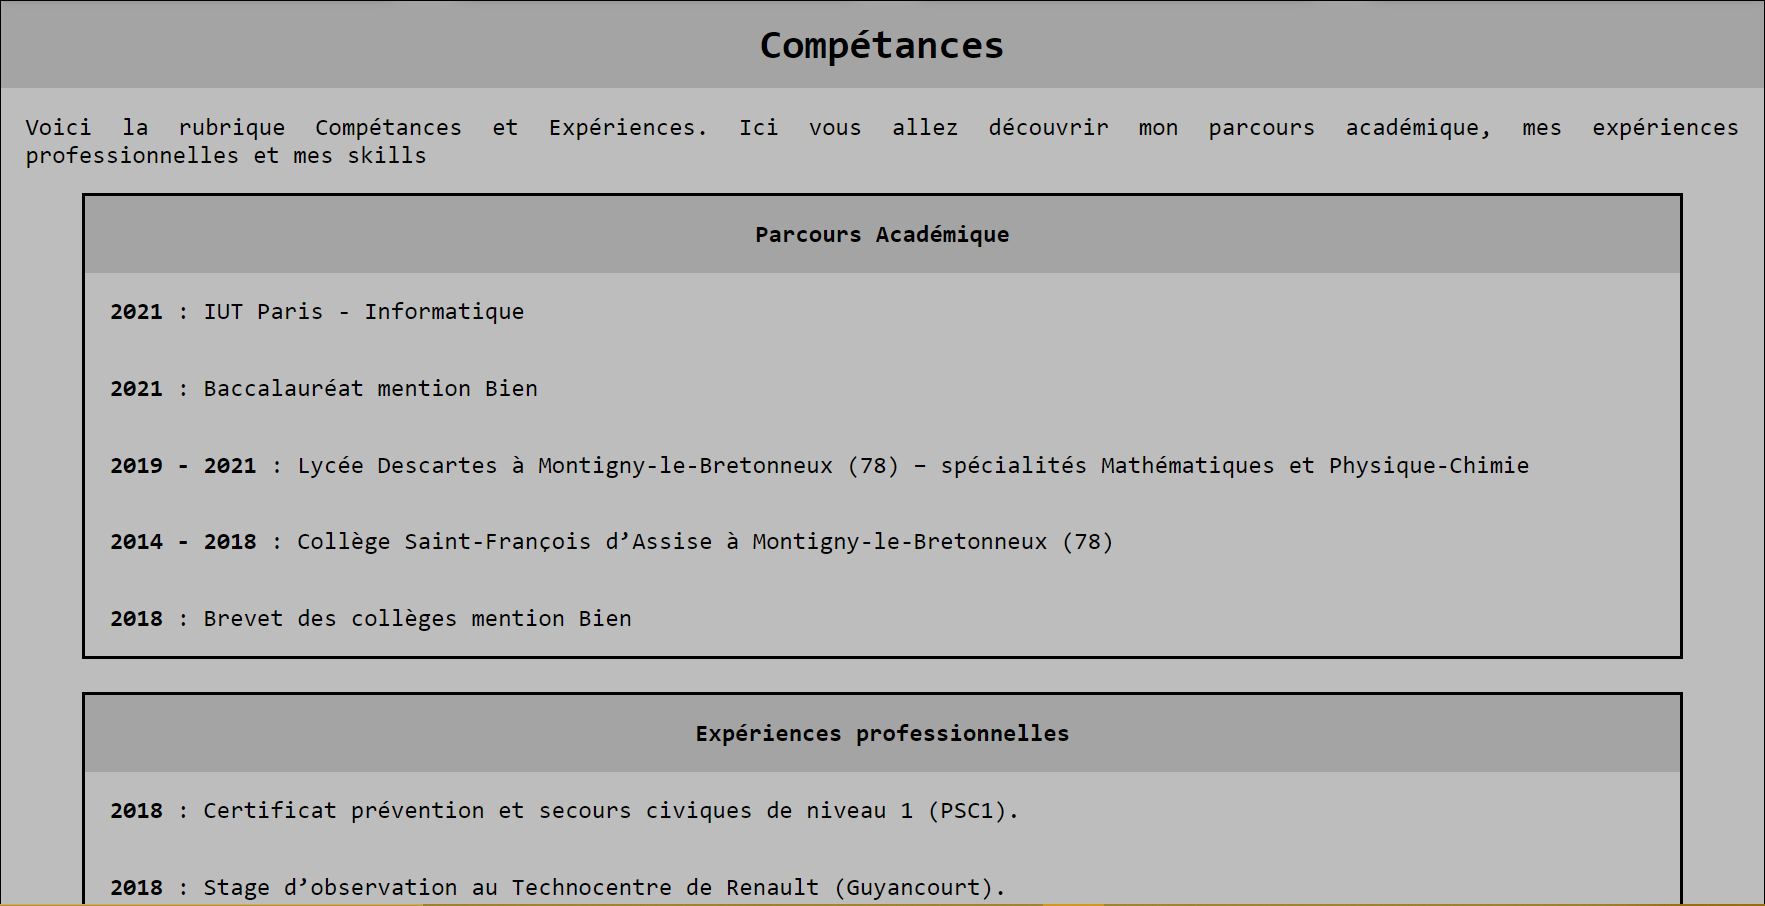 Compétances
Voici la rubrique Compétances et Expériences. Ici vous allez découvrir mon parcours académique, mes expériences
professionnelles et mes skills
Parcours Académique
2021 : IUT Paris - Informatique
2021 : Baccalauréat mention Bien
2019 - 2021 : Lycée Descartes à Montigny-le-Bretonneux (78) – spécialités Mathématiques et Physique-Chimie
2014 - 2018 : Collège Saint-François d’Assise à Montigny-le-Bretonneux (78)
2018 : Brevet des collèges mention Bien
Expériences professionnelles
2018 : Certificat prévention et secours civiques de niveau 1 (PSC1).
2018 : Stage d’observation au Technocentre de Renault (Guyancourt).